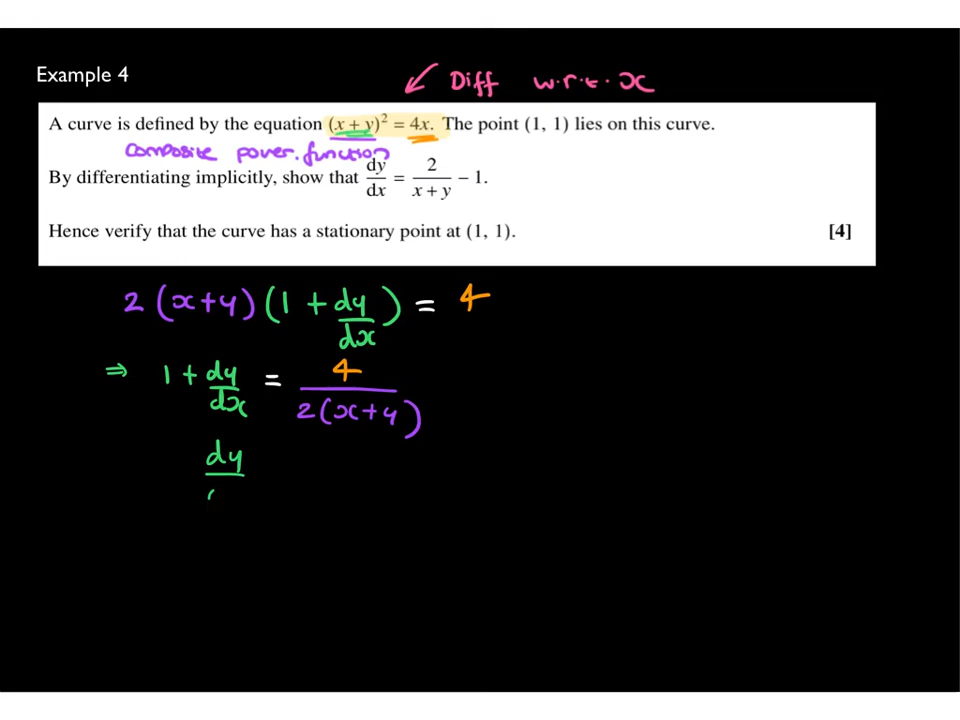 Example 4
Diff w.r.t. x
A curve is defined by the equation (x + y)² = 4x. The point (1, 1) lies on this curve.
Composite power function
By differentiating implicitly, show that dy/dx = 2/(x + y) − 1.
Hence verify that the curve has a stationary point at (1, 1). [4]
2(x+y)(1 + dy/dx) = 4
⇒ 1 + dy/dx = 4/2(x+y)
dy